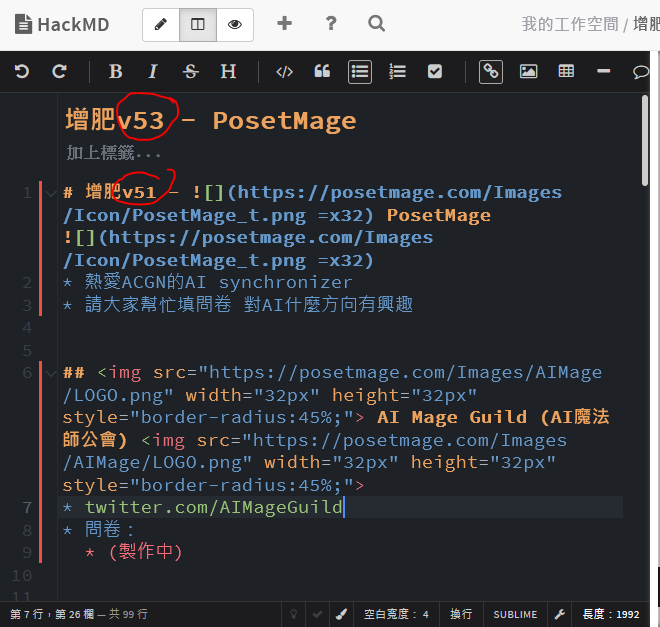 HackMD
我的工作空間 / 增肥
B I S H
增肥v53 – PosetMage
加上標籤...
1 # 增肥v51 - ![](https://posetmage.com/Images
/Icon/PosetMage_t.png =x32) PosetMage
![](https://posetmage.com/Images
/Icon/PosetMage_t.png =x32)
2 * 熱愛ACGN的AI synchronizer
3 * 請大家幫忙填問卷 對AI什麼方向有興趣
4
5
6 ## <img src="https://posetmage.com/Images/AIMage
/LOGO.png" width="32px" height="32px"
style="border-radius:45%;"> AI Mage Guild (AI魔法
師公會) <img src="https://posetmage.com/Images
/AIMage/LOGO.png" width="32px" height="32px"
style="border-radius:45%;">
7 * twitter.com/AIMageGuild
8 * 問卷：
9 * (製作中)
10
11
第 7 行，第 26 欄 — 共 99 行 空白寬度： 4 換行 SUBLIME 長度：1992